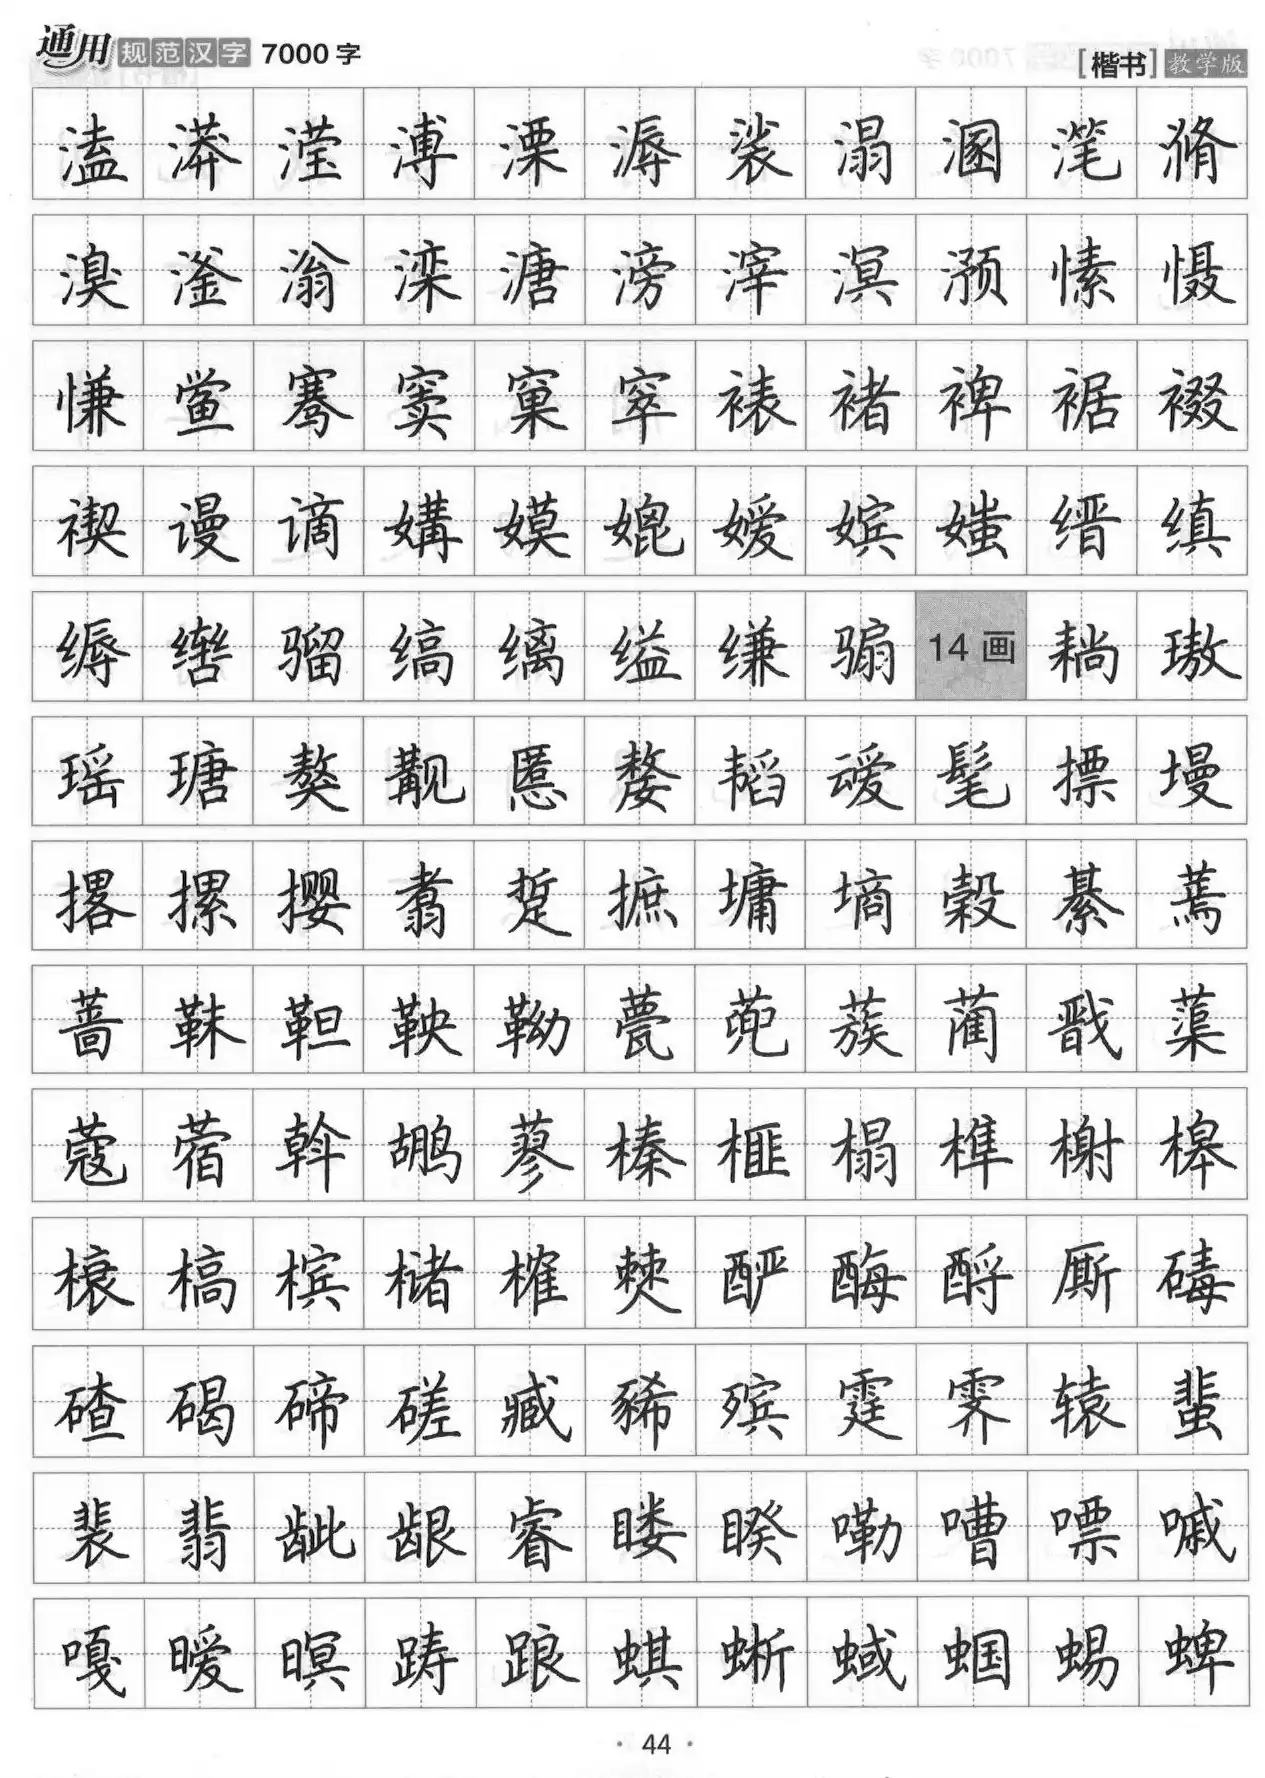 通用规范汉字 7000 字
[楷书] 教学版
溘 漭 滢 溥 溧 溽 裟 溻 溷 滗 滫
溴 滏 滃 滦 溏 滂 滓 溟 滪 愫 慑
慊 鲎 骞 窦 窠 窣 裱 褚 裨 裾 裰
禊 谩 谪 媾 嫫 媲 嫒 嫔 媸 缙 缜
缛 辔 骝 缟 缡 缢 缣 骟 14 画 耥 璈
瑶 瑭 獒 觏 慝 嫠 韬 叆 髦 摽 墁
撂 摞 撄 翥 踅 摭 墉 墒 榖 綦 蔫
蔷 靺 靼 鞅 靿 甍 蔸 蔟 蔺 戬 蕖
蔻 蓿 斡 鹕 蓼 榛 榧 榻 榫 榭 槔
榱 槁 槟 槠 榷 僰 酽 酶 酹 厮 碡
碴 碣 碲 磋 臧 豨 殡 霆 霁 辕 蜚
裴 翡 龇 龈 睿 瞜 睽 嘞 嘈 嘌 嘁
嘎 暧 暝 踌 踉 蜞 蜥 蜮 蝈 蜴 蜱
· 44 ·